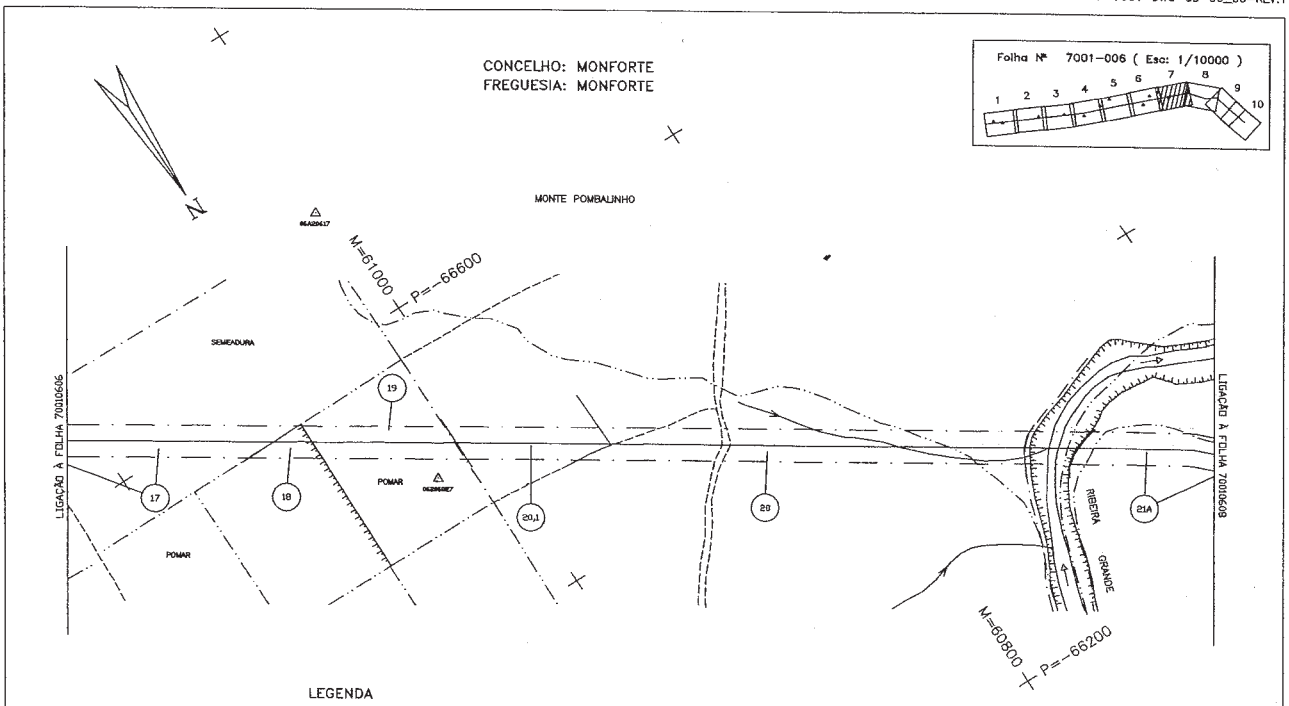 CONCELHO: MONFORTE
FREGUESIA: MONFORTE
Folha Nº 7001-006 ( Esc: 1/10000 )
1 2 3 4 5 6 7 8 9 10
N
MONTE POMBALINHO
M=61000
P=-66600
SEMEADURA
LIGAÇÃO À FOLHA 70010606
LIGAÇÃO À FOLHA 70010608
19
17
18
POMAR
20,1
20
21A
POMAR
RIBEIRA
GRANDE
M=60800
P=-66200
LEGENDA